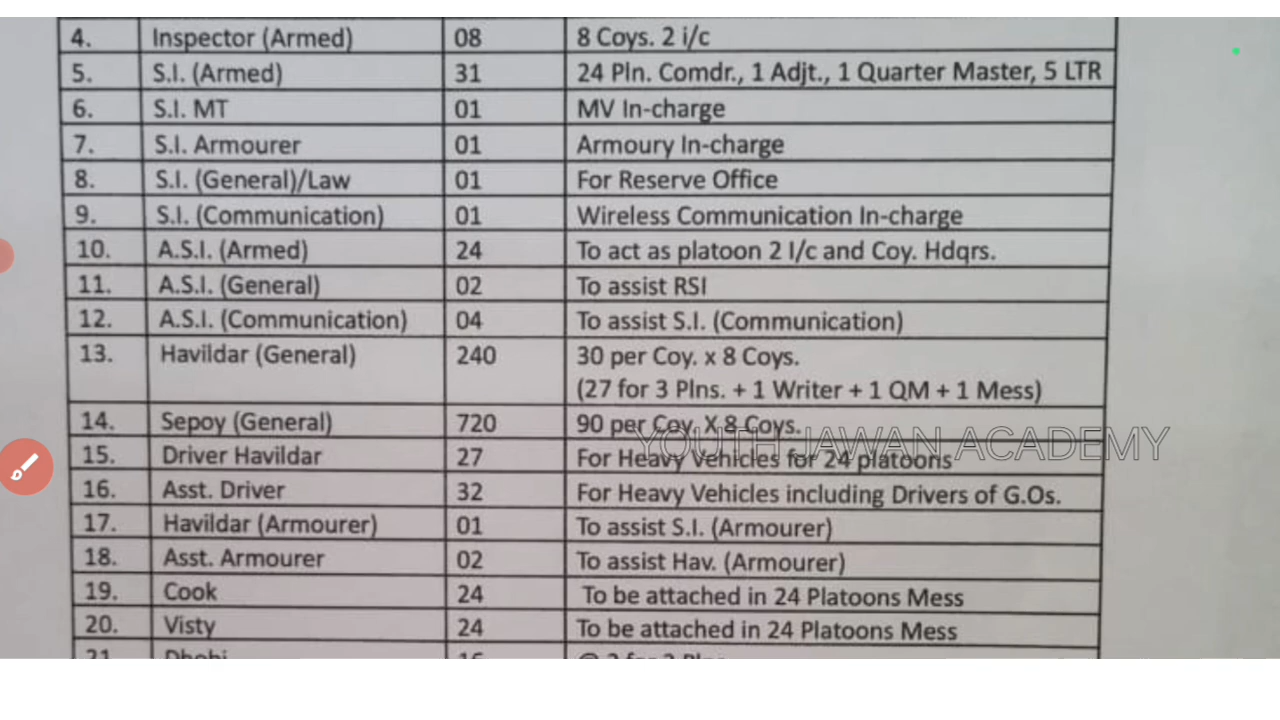 4. Inspector (Armed) 08 8 Coys. 2 i/c
5. S.I. (Armed) 31 24 Pln. Comdr., 1 Adjt., 1 Quarter Master, 5 LTR
6. S.I. MT 01 MV In-charge
7. S.I. Armourer 01 Armoury In-charge
8. S.I. (General)/Law 01 For Reserve Office
9. S.I. (Communication) 01 Wireless Communication In-charge
10. A.S.I. (Armed) 24 To act as platoon 2 I/c and Coy. Hdqrs.
11. A.S.I. (General) 02 To assist RSI
12. A.S.I. (Communication) 04 To assist S.I. (Communication)
13. Havildar (General) 240 30 per Coy. x 8 Coys.
(27 for 3 Plns. + 1 Writer + 1 QM + 1 Mess)
14. Sepoy (General) 720 90 per Coy. X 8 Coys.
YOUTH JAWAN ACADEMY
15. Driver Havildar 27 For Heavy Vehicles for 24 platoons
16. Asst. Driver 32 For Heavy Vehicles including Drivers of G.Os.
17. Havildar (Armourer) 01 To assist S.I. (Armourer)
18. Asst. Armourer 02 To assist Hav. (Armourer)
19. Cook 24 To be attached in 24 Platoons Mess
20. Visty 24 To be attached in 24 Platoons Mess
21. Dhobi 16